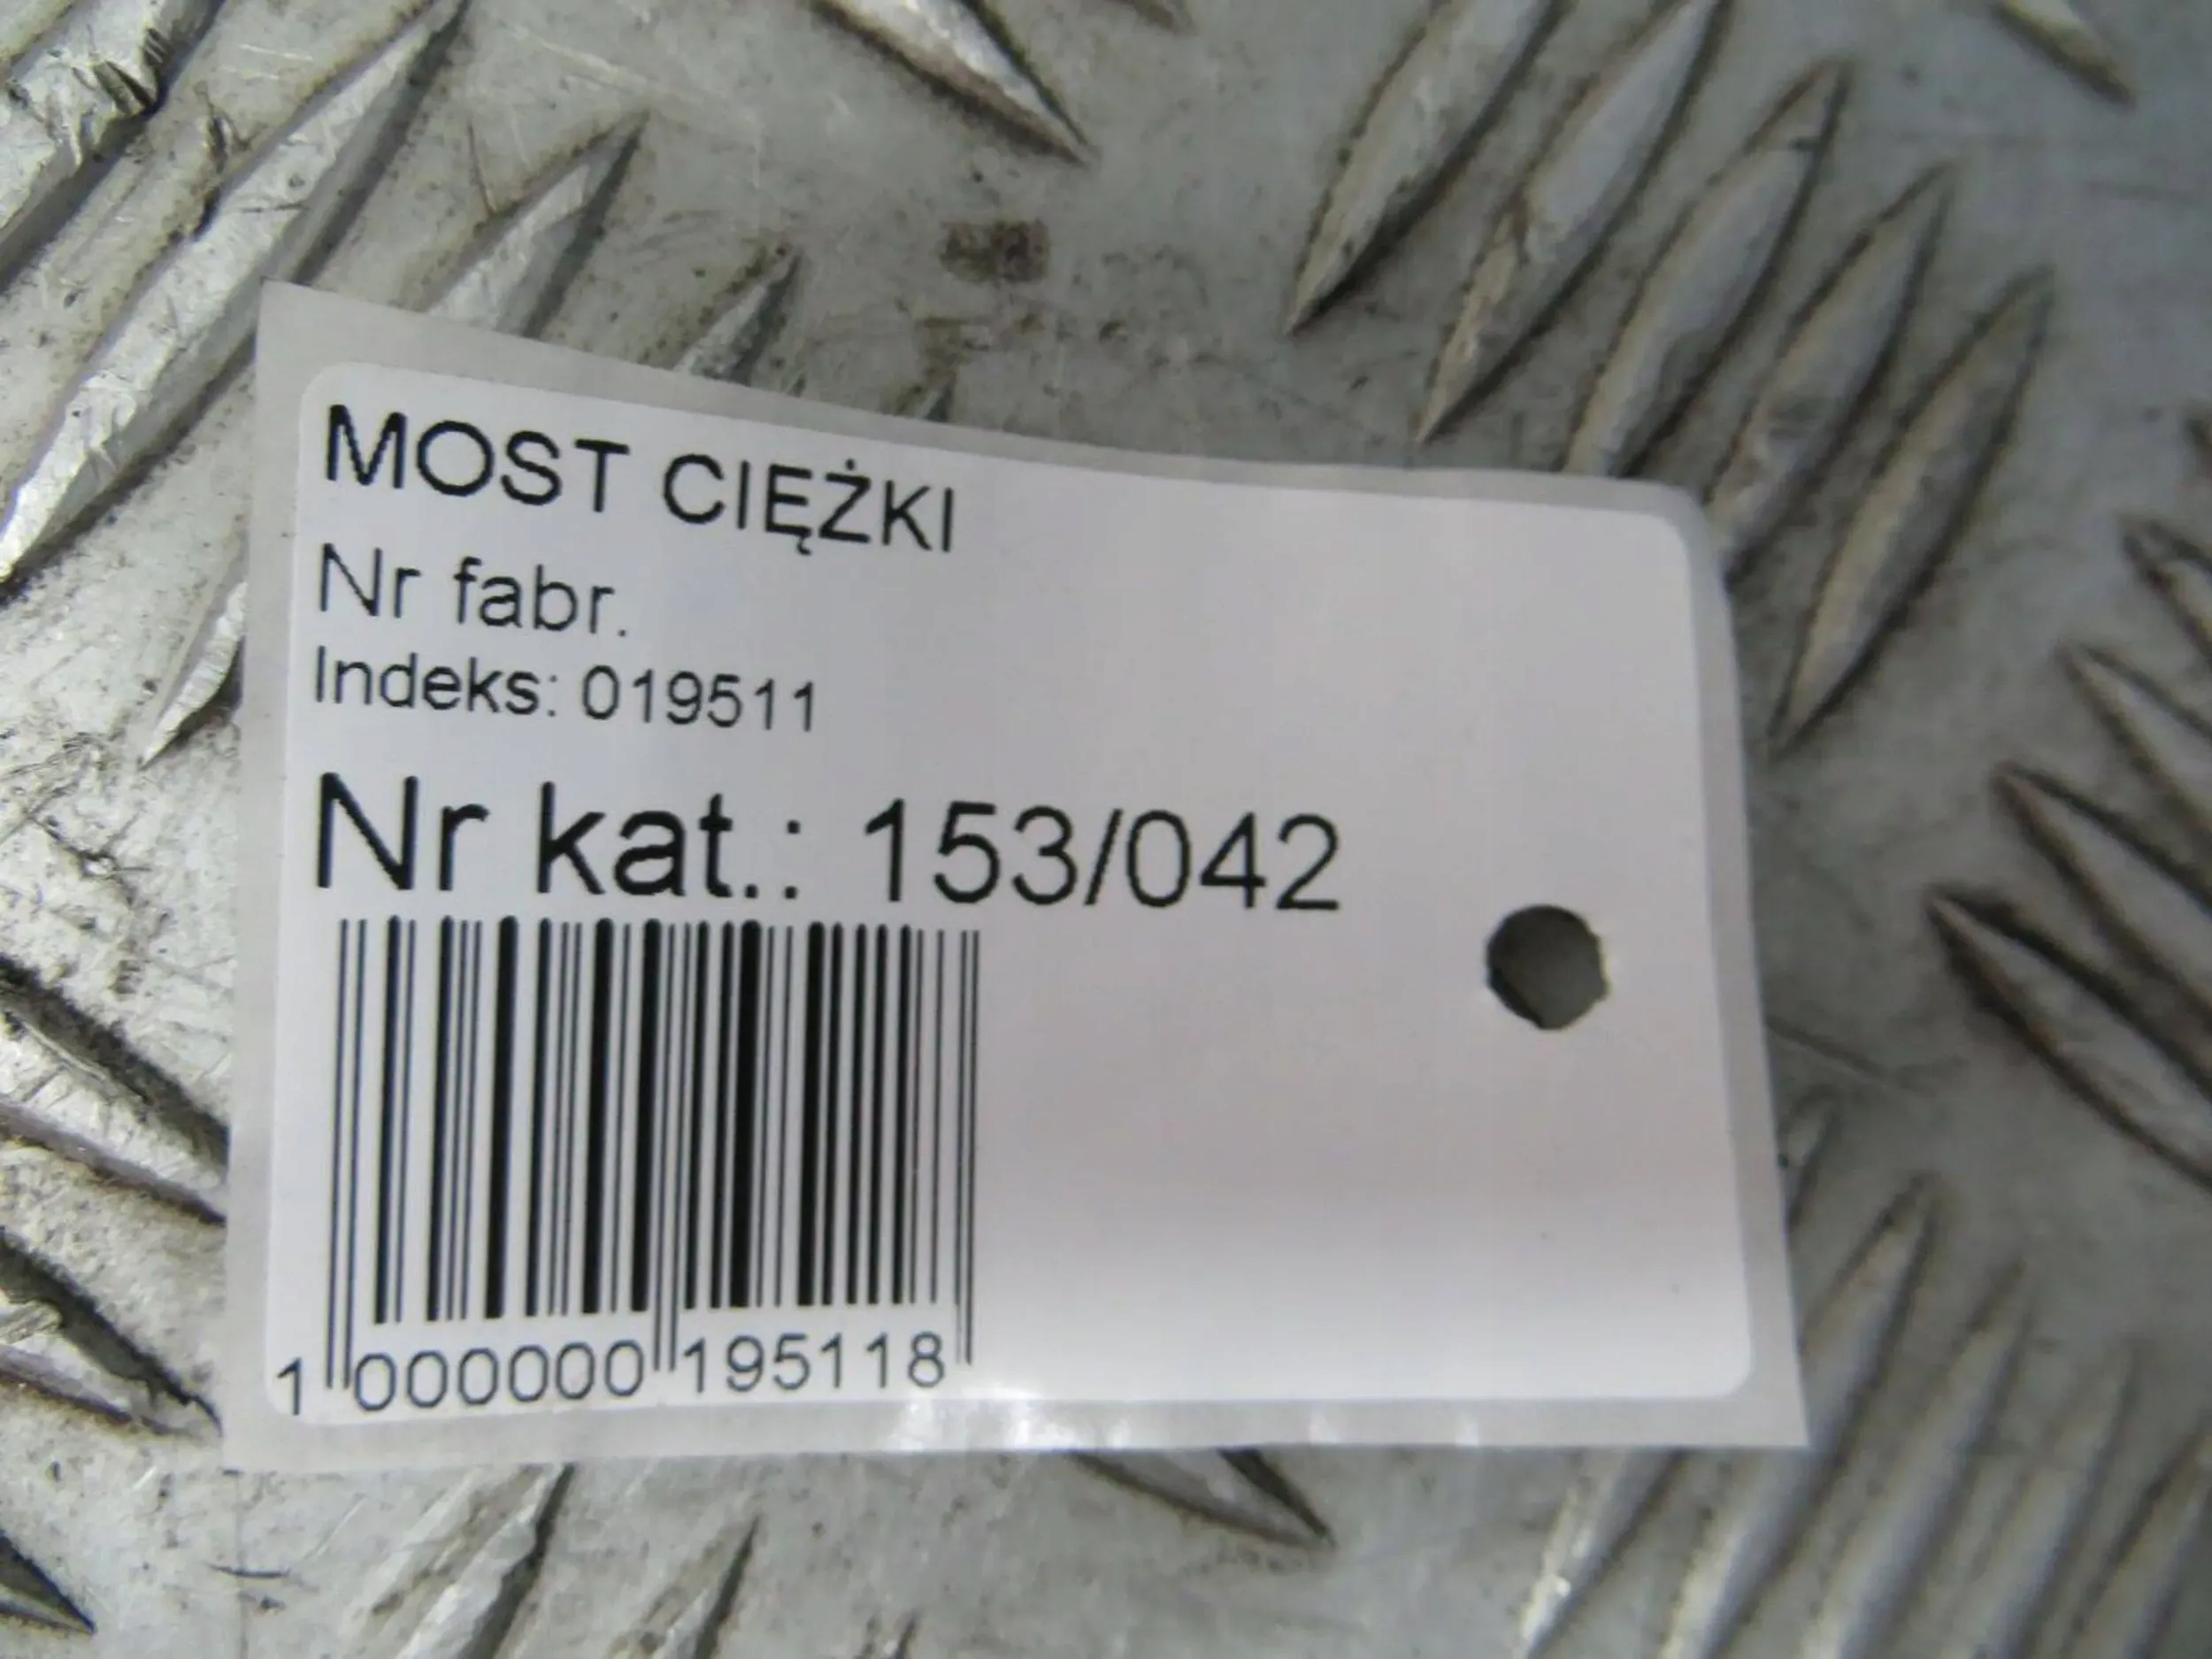 MOST CIĘŻKI
Nr fabr.
Indeks: 019511
Nr kat.: 153/042
1 000000 195118